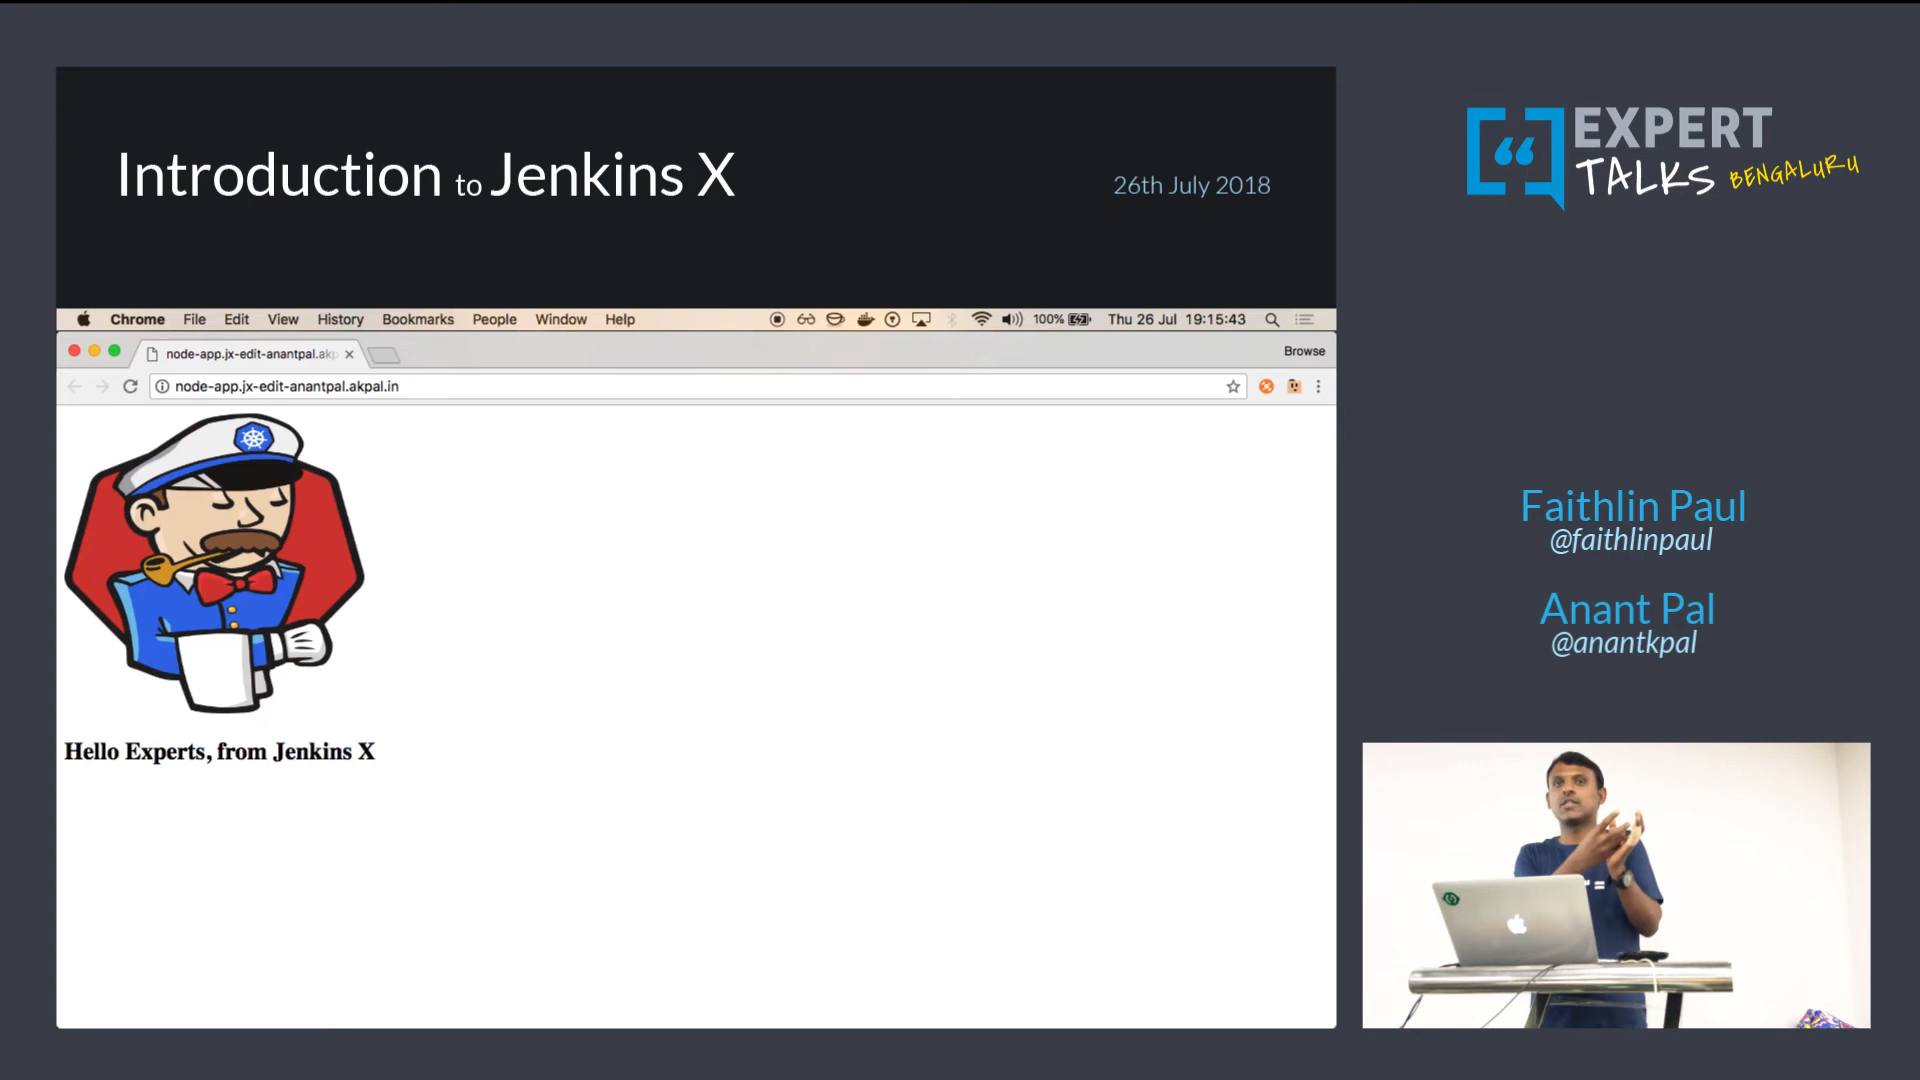 Introduction to Jenkins X
26th July 2018
EXPERT
TALKS BENGALURU
Chrome File Edit View History Bookmarks People Window Help 100% Thu 26 Jul 19:15:43
node-app.jx-edit-anantpal.akp
Browse
node-app.jx-edit-anantpal.akpal.in
Hello Experts, from Jenkins X
Faithlin Paul
@faithlinpaul
Anant Pal
@anantkpal